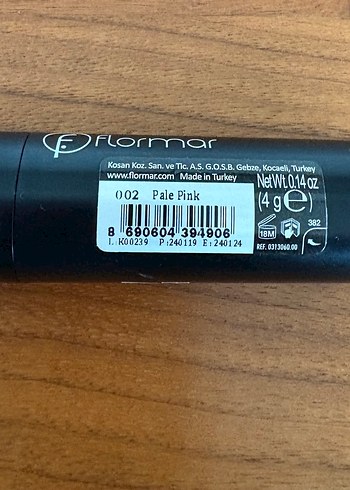 flormar
Kosan Koz. San. ve Tic. A.S. G.O.S.B. Gebze, Kocaeli, Turkey
www.flormar.com Made in Turkey
Net Wt. 0.14 oz
(4 g e)
002 Pale Pink
8 690604 394906
L:K00239 P:240119 E:240124
18M
382
REF. 0313060.00